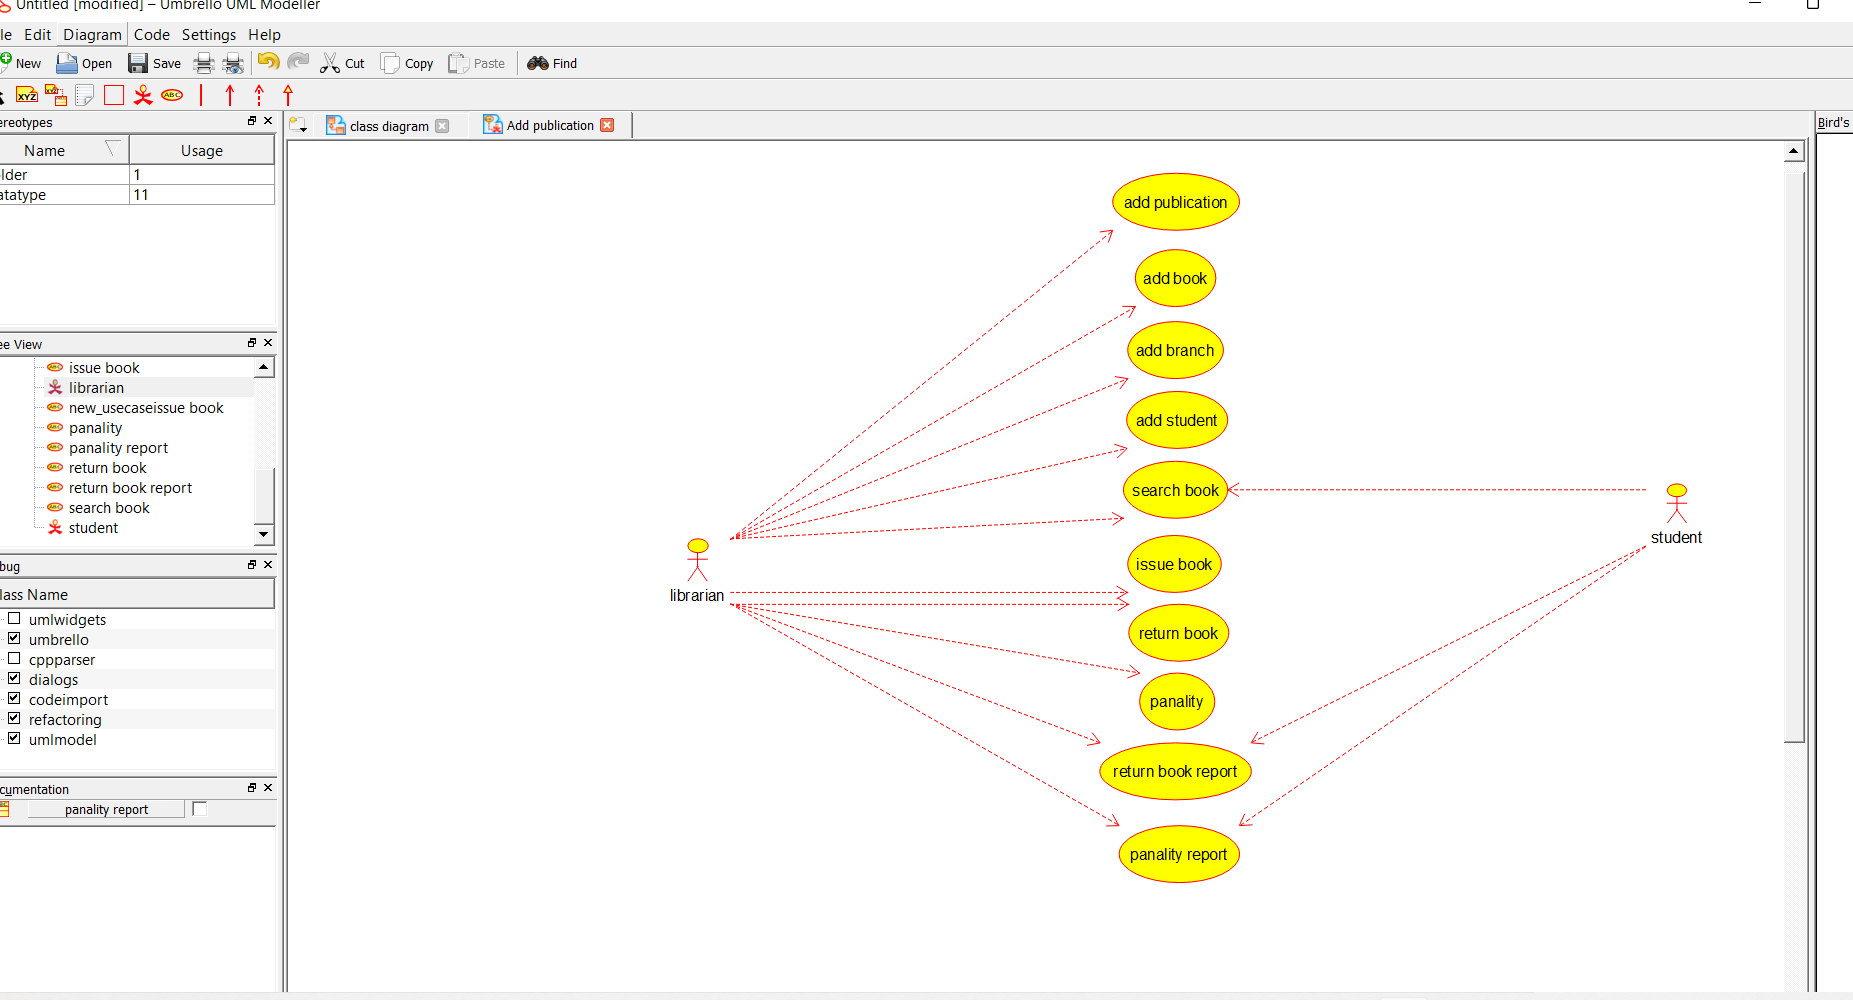 Untitled [modified] – Umbrello UML Modeller
le Edit Diagram Code Settings Help
New Open Save Cut Copy Paste Find
XYZ XYZ ABC
ereotypes
class diagram Add publication
Bird's
Name Usage
lder 1
atatype 11
ee View
issue book
librarian
new_usecaseissue book
panality
panality report
return book
return book report
search book
student
bug
lass Name
umlwidgets
umbrello
cppparser
dialogs
codeimport
refactoring
umlmodel
cumentation
panality report
add publication
add book
add branch
add student
search book
student
issue book
librarian
return book
panality
return book report
panality report